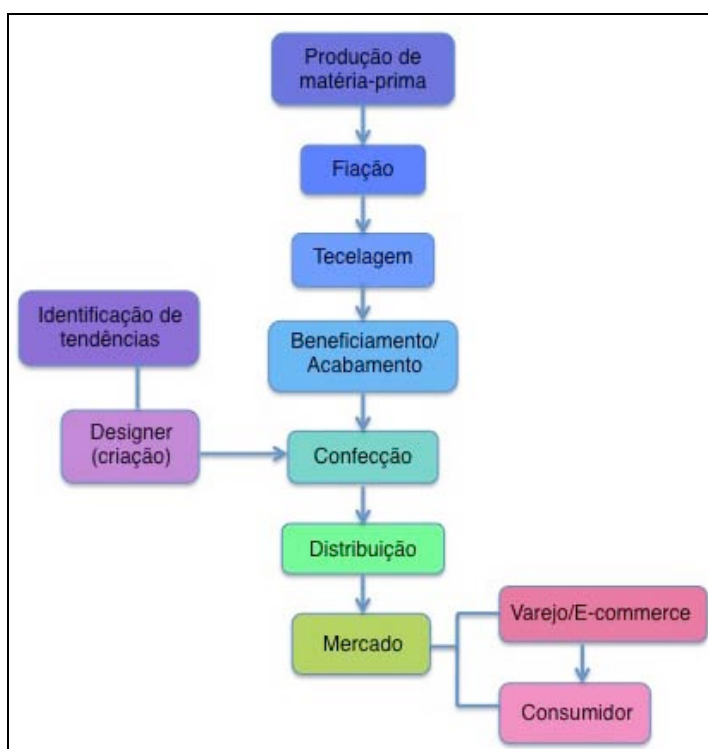 Produção de
matéria-prima
Fiação
Tecelagem
Identificação de
tendências
Beneficiamento/
Acabamento
Designer
(criação)
Confecção
Distribuição
Mercado
Varejo/E-commerce
Consumidor